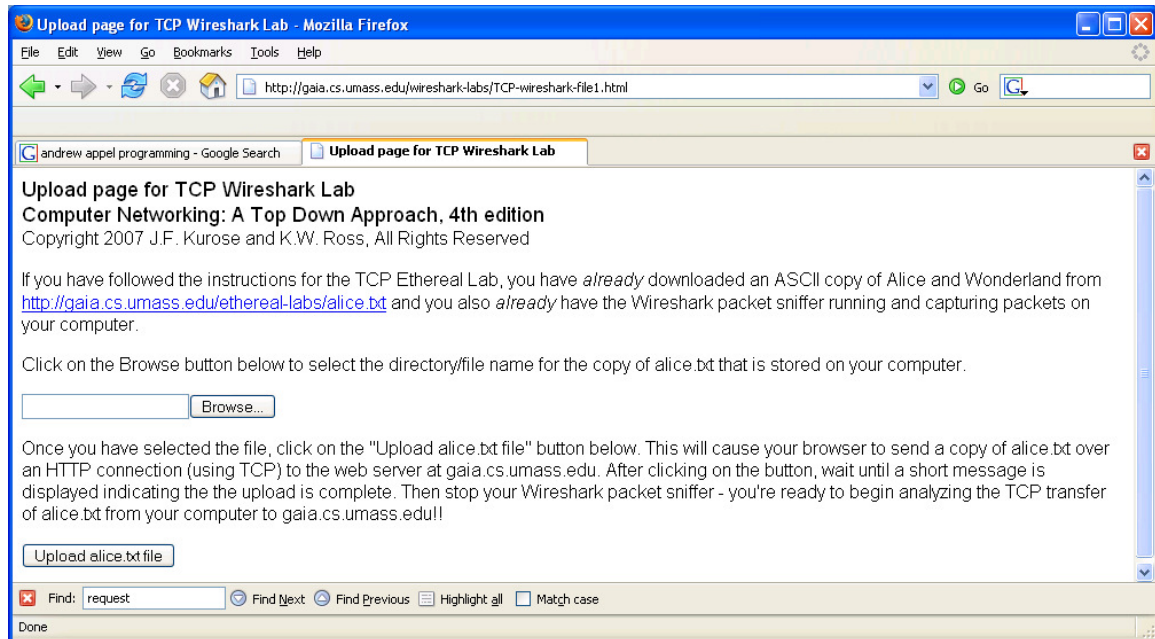 Upload page for TCP Wireshark Lab - Mozilla Firefox
File Edit View Go Bookmarks Tools Help
http://gaia.cs.umass.edu/wireshark-labs/TCP-wireshark-file1.html Go G
G andrew appel programming - Google Search Upload page for TCP Wireshark Lab
Upload page for TCP Wireshark Lab
Computer Networking: A Top Down Approach, 4th edition
Copyright 2007 J.F. Kurose and K.W. Ross, All Rights Reserved
If you have followed the instructions for the TCP Ethereal Lab, you have already downloaded an ASCII copy of Alice and Wonderland from
http://gaia.cs.umass.edu/ethereal-labs/alice.txt and you also already have the Wireshark packet sniffer running and capturing packets on
your computer.
Click on the Browse button below to select the directory/file name for the copy of alice.txt that is stored on your computer.
Browse...
Once you have selected the file, click on the "Upload alice.txt file" button below. This will cause your browser to send a copy of alice.txt over
an HTTP connection (using TCP) to the web server at gaia.cs.umass.edu. After clicking on the button, wait until a short message is
displayed indicating the the upload is complete. Then stop your Wireshark packet sniffer - you're ready to begin analyzing the TCP transfer
of alice.txt from your computer to gaia.cs.umass.edu!!
Upload alice.txt file
Find: request Find Next Find Previous Highlight all Match case
Done